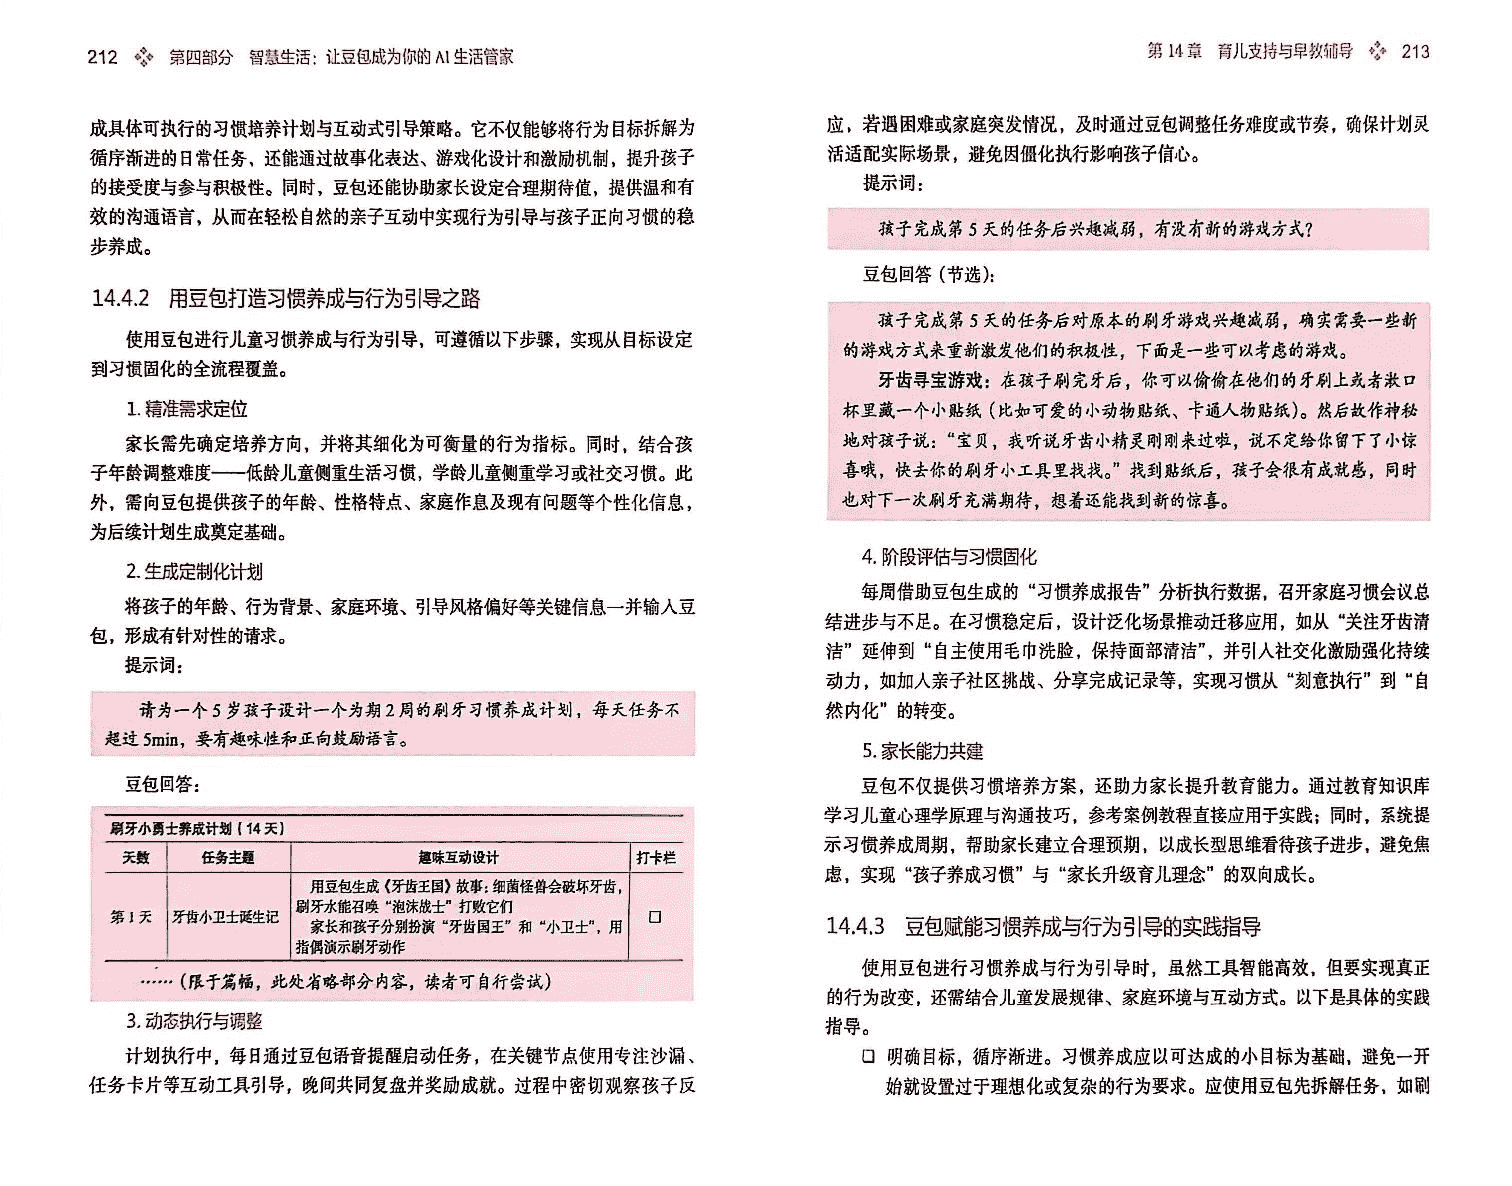 212 第四部分 智慧生活：让豆包成为你的 AI 生活管家
成具体可执行的习惯培养计划与互动式引导策略。它不仅能够将行为目标拆解为
循序渐进的日常任务，还能通过故事化表达、游戏化设计和激励机制，提升孩子
的接受度与参与积极性。同时，豆包还能协助家长设定合理期待值，提供温和有
效的沟通语言，从而在轻松自然的亲子互动中实现行为引导与孩子正向习惯的稳
步养成。
14.4.2 用豆包打造习惯养成与行为引导之路
使用豆包进行儿童习惯养成与行为引导，可遵循以下步骤，实现从目标设定
到习惯固化的全流程覆盖。
1. 精准需求定位
家长需先确定培养方向，并将其细化为可衡量的行为指标。同时，结合孩
子年龄调整难度——低龄儿童侧重生活习惯，学龄儿童侧重学习或社交习惯。此
外，需向豆包提供孩子的年龄、性格特点、家庭作息及现有问题等个性化信息，
为后续计划生成奠定基础。
2. 生成定制化计划
将孩子的年龄、行为背景、家庭环境、引导风格偏好等关键信息一并输人豆
包，形成有针对性的请求。
提示词：
请为一个 5 岁孩子设计一个为期 2 周的刷牙习惯养成计划，每天任务不
超过 5min，要有趣味性和正向鼓励语言。
豆包回答：
刷牙小勇士养成计划（14 天）
天数 任务主题 趣味互动设计 打卡栏
第 1 天 牙齿小卫士诞生记 用豆包生成《牙齿王国》故事：细菌怪兽会破坏牙齿，
刷牙水能召唤“泡沫战士”打败它们
家长和孩子分别扮演“牙齿国王”和“小卫士”，用
指偶演示刷牙动作 □
……（限于篇幅，此处省略部分内容，读者可自行尝试）
3. 动态执行与调整
计划执行中，每日通过豆包语音提醒启动任务，在关键节点使用专注沙漏、
任务卡片等互动工具引导，晚间共同复盘并奖励成就。过程中密切观察孩子反
第 14 章 育儿支持与早教辅导 213
应，若遇困难或家庭突发情况，及时通过豆包调整任务难度或节奏，确保计划灵
活适配实际场景，避免因僵化执行影响孩子信心。
提示词：
孩子完成第 5 天的任务后兴趣减弱，有没有新的游戏方式？
豆包回答（节选）：
孩子完成第 5 天的任务后对原本的刷牙游戏兴趣减弱，确实需要一些新
的游戏方式来重新激发他们的积极性，下面是一些可以考虑的游戏。
牙齿寻宝游戏：在孩子刷完牙后，你可以偷偷在他们的牙刷上或者漱口
杯里藏一个小贴纸（比如可爱的小动物贴纸、卡通人物贴纸）。然后故作神秘
地对孩子说：“宝贝，我听说牙齿小精灵刚刚来过啦，说不定给你留下了小惊
喜哦，快去你的刷牙小工具里找找。”找到贴纸后，孩子会很有成就感，同时
也对下一次刷牙充满期待，想着还能找到新的惊喜。
4. 阶段评估与习惯固化
每周借助豆包生成的“习惯养成报告”分析执行数据，召开家庭习惯会议总
结进步与不足。在习惯稳定后，设计泛化场景推动迁移应用，如从“关注牙齿清
洁”延伸到“自主使用毛巾洗脸，保持面部清洁”，并引人社交化激励强化持续
动力，如加人亲子社区挑战、分享完成记录等，实现习惯从“刻意执行”到“自
然内化”的转变。
5. 家长能力共建
豆包不仅提供习惯培养方案，还助力家长提升教育能力。通过教育知识库
学习儿童心理学原理与沟通技巧，参考案例教程直接应用于实践；同时，系统提
示习惯养成周期，帮助家长建立合理预期，以成长型思维看待孩子进步，避免焦
虑，实现“孩子养成习惯”与“家长升级育儿理念”的双向成长。
14.4.3 豆包赋能习惯养成与行为引导的实践指导
使用豆包进行习惯养成与行为引导时，虽然工具智能高效，但要实现真正
的行为改变，还需结合儿童发展规律、家庭环境与互动方式。以下是具体的实践
指导。
□ 明确目标，循序渐进。习惯养成应以可达成的小目标为基础，避免一开
始就设置过于理想化或复杂的行为要求。应使用豆包先拆解任务，如刷